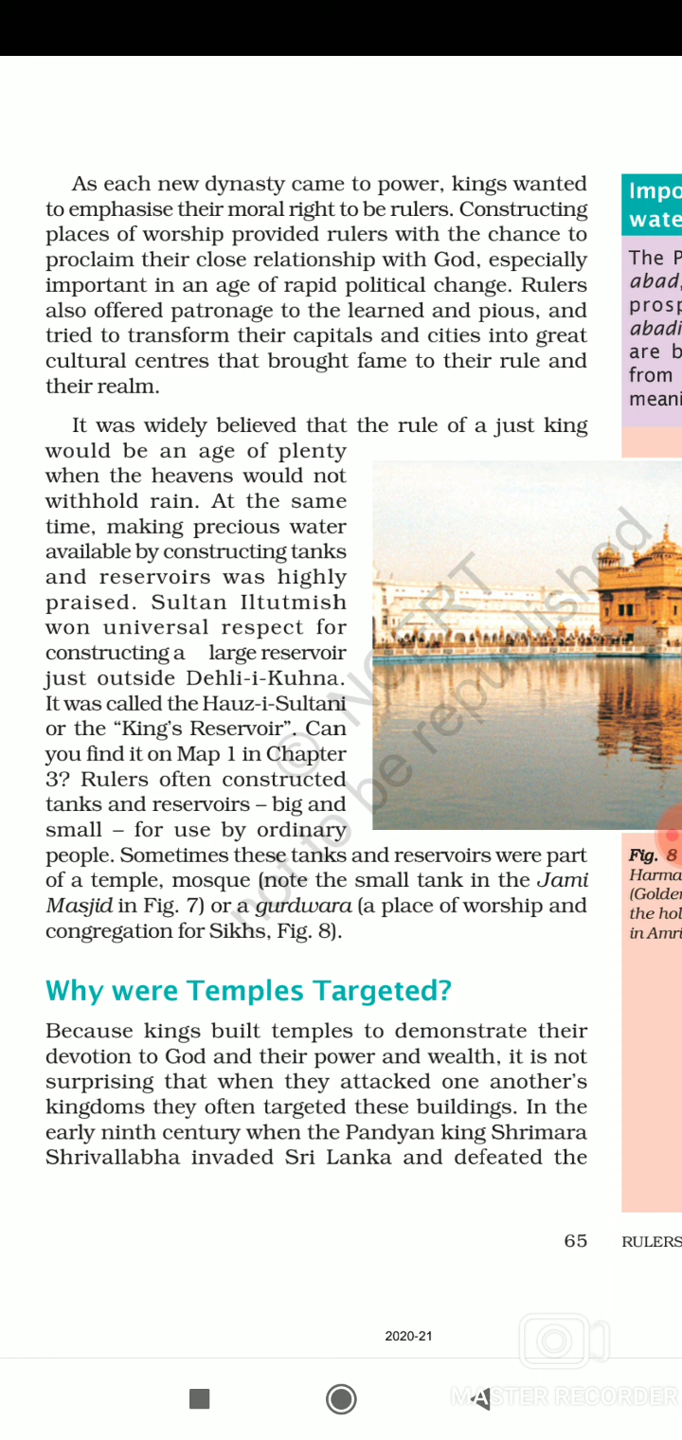 As each new dynasty came to power, kings wanted
to emphasise their moral right to be rulers. Constructing
places of worship provided rulers with the chance to
proclaim their close relationship with God, especially
important in an age of rapid political change. Rulers
also offered patronage to the learned and pious, and
tried to transform their capitals and cities into great
cultural centres that brought fame to their rule and
their realm.
It was widely believed that the rule of a just king
would be an age of plenty
when the heavens would not
withhold rain. At the same
time, making precious water
available by constructing tanks
and reservoirs was highly
praised. Sultan Iltutmish
won universal respect for
constructing a large reservoir
just outside Dehli-i-Kuhna.
It was called the Hauz-i-Sultani
or the “King’s Reservoir”. Can
you find it on Map 1 in Chapter
3? Rulers often constructed
tanks and reservoirs – big and
small – for use by ordinary
people. Sometimes these tanks and reservoirs were part
of a temple, mosque (note the small tank in the Jami
Masjid in Fig. 7) or a gurdwara (a place of worship and
congregation for Sikhs, Fig. 8).
Why were Temples Targeted?
Because kings built temples to demonstrate their
devotion to God and their power and wealth, it is not
surprising that when they attacked one another’s
kingdoms they often targeted these buildings. In the
early ninth century when the Pandyan king Shrimara
Shrivallabha invaded Sri Lanka and defeated the
65
Impo
wate
The P
abad,
prosp
abadi
are b
from
meani
© NCERT
not to be republished
Fig. 8
Harma
(Golden
the hol
in Amri
RULERS
2020-21
MASTER RECORDER